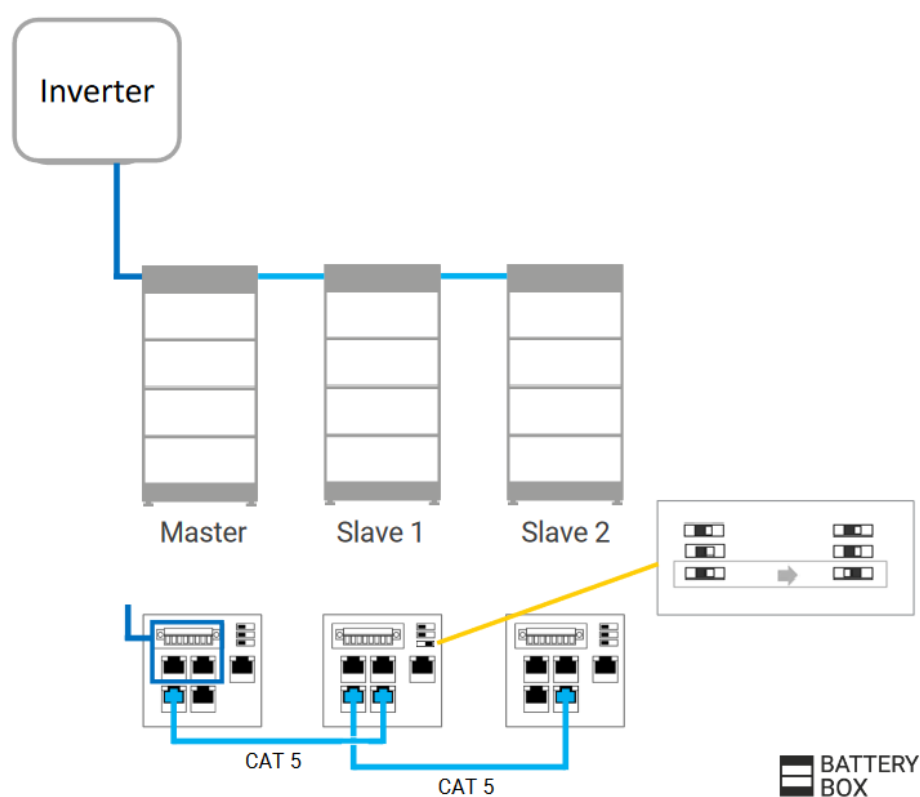 Inverter
Master
Slave 1
Slave 2
CAT 5
CAT 5
BATTERY
BOX